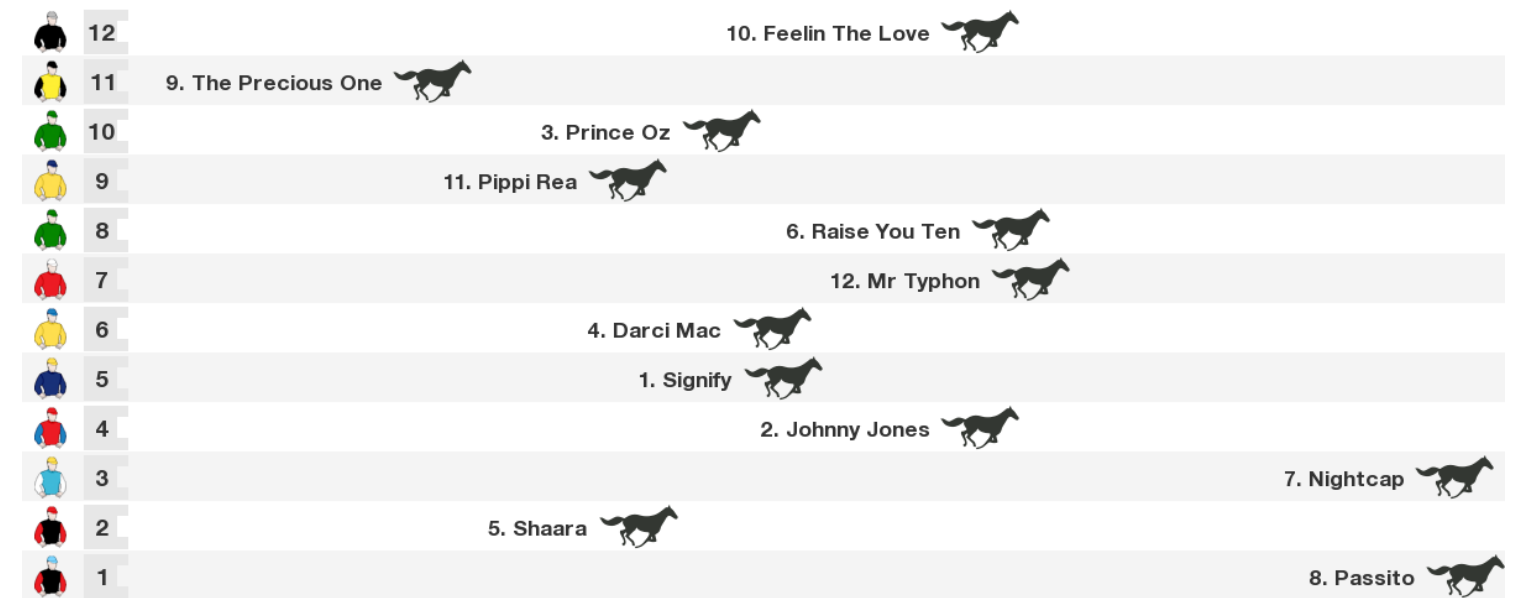 12 10. Feelin The Love
11 9. The Precious One
10 3. Prince Oz
9 11. Pippi Rea
8 6. Raise You Ten
7 12. Mr Typhon
6 4. Darci Mac
5 1. Signify
4 2. Johnny Jones
3 7. Nightcap
2 5. Shaara
1 8. Passito